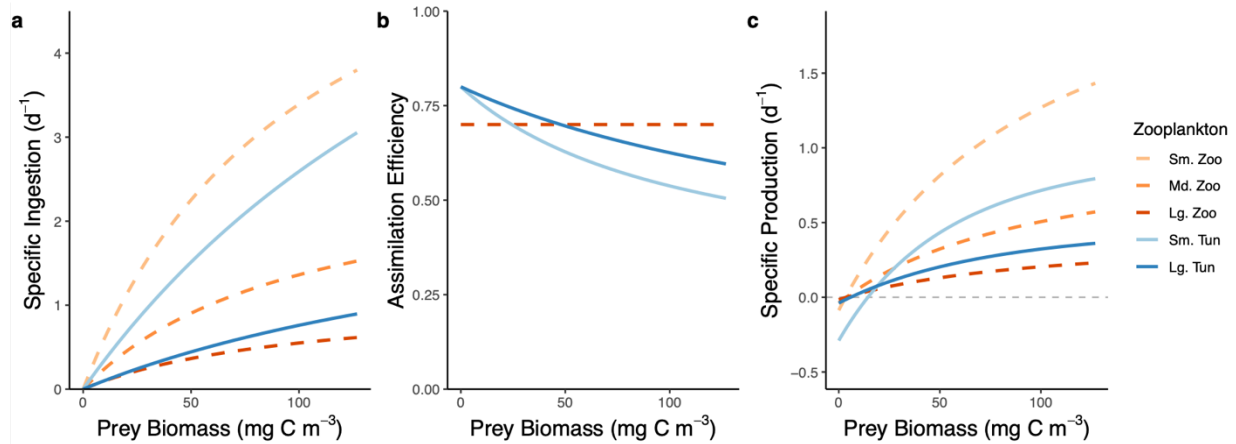 a
Specific Ingestion (d⁻¹)
4
3
2
1
0
0 50 100
Prey Biomass (mg C m⁻³)
b
Assimilation Efficiency
1.00
0.75
0.50
0.25
0.00
0 50 100
Prey Biomass (mg C m⁻³)
c
Specific Production (d⁻¹)
1.5
1.0
0.5
0.0
−0.5
0 50 100
Prey Biomass (mg C m⁻³)
Zooplankton
Sm. Zoo
Md. Zoo
Lg. Zoo
Sm. Tun
Lg. Tun